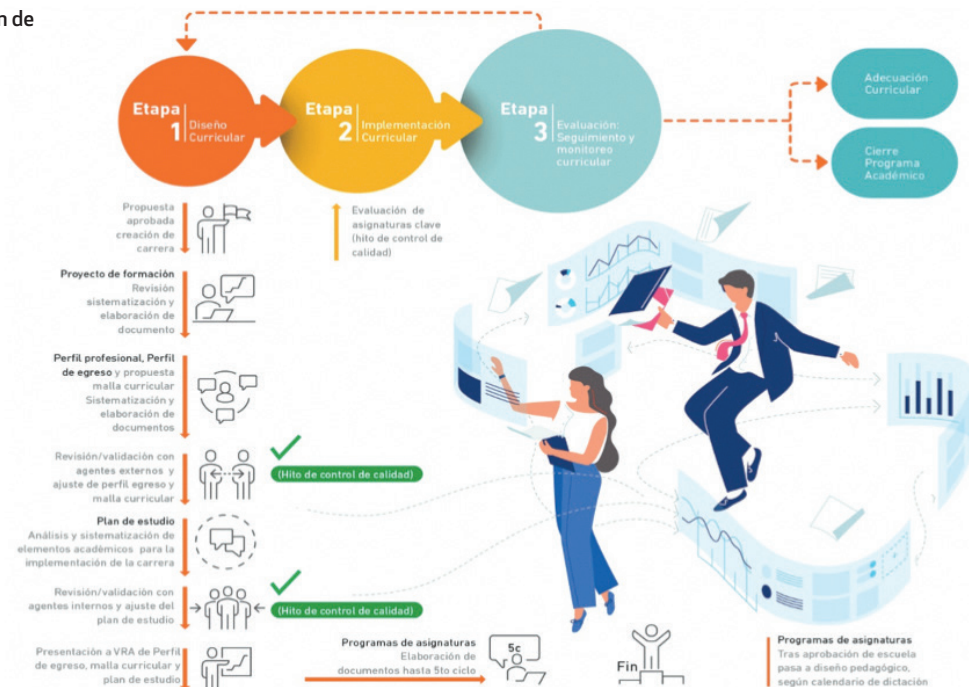 n de
Etapa
1
Diseño
Curricular
Etapa
2
Implementación
Curricular
Etapa
3
Evaluación:
Seguimiento y
monitoreo
curricular
Adecuación
Curricular
Cierre
Programa
Académico
Propuesta
aprobada
creación de
carrera
Evaluación de
asignaturas clave
(hito de control de
calidad)
Proyecto de formación
Revisión
sistematización y
elaboración de
documento
Perfil profesional, Perfil
de egreso y propuesta
malla curricular
Sistematización y
elaboración de
documentos
Revisión/validación con
agentes externos y
ajuste de perfil egreso y
malla curricular
(Hito de control de calidad)
Plan de estudio
Análisis y sistematización de
elementos académicos para la
implementación de la carrera
Revisión/validación con
agentes internos y ajuste del
plan de estudio
(Hito de control de calidad)
Presentación a VRA de Perfil
de egreso, malla curricular y
plan de estudio
Programas de asignaturas
Elaboración de
documentos hasta 5to ciclo
5c
Fin
Programas de asignaturas
Tras aprobación de escuela
pasa a diseño pedagógico,
según calendario de dictación